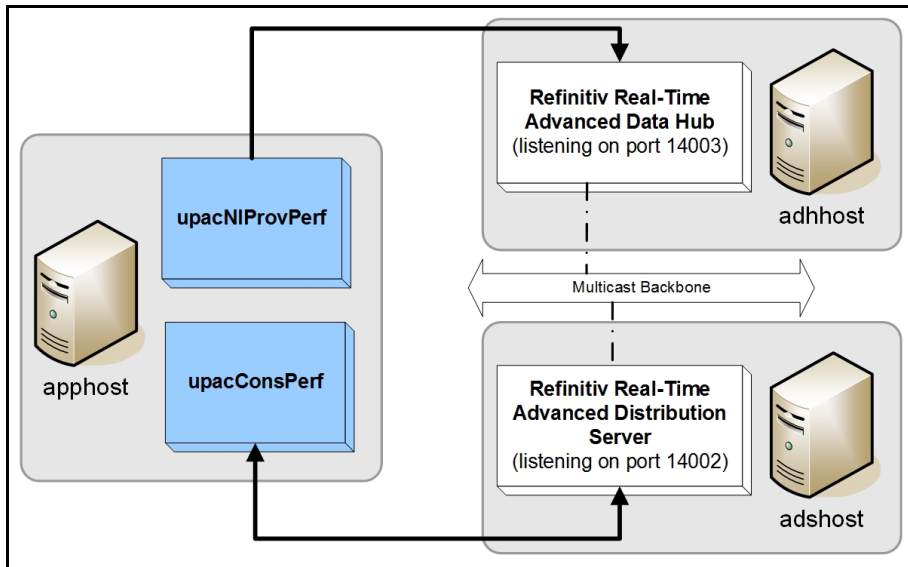 Refinitiv Real-Time
Advanced Data Hub
(listening on port 14003)
adhhost
upacNIProvPerf
Multicast Backbone
upacConsPerf
apphost
Refinitiv Real-Time
Advanced Distribution
Server
(listening on port 14002)
adshost